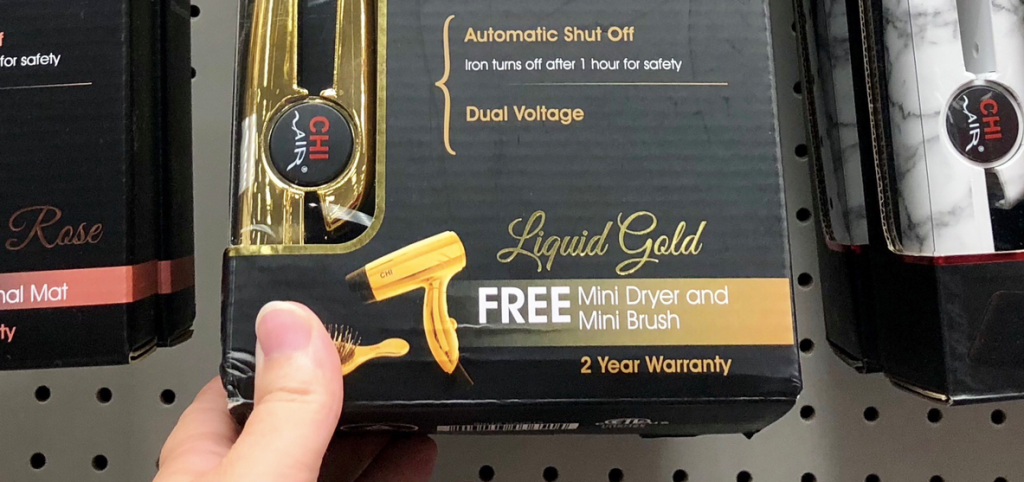 for safety
Rose
nal Mat
ty
CHI
AIR®
Automatic Shut Off
Iron turns off after 1 hour for safety
Dual Voltage
Liquid Gold
CHI
FREE Mini Dryer and
Mini Brush
2 Year Warranty
CHI
AIR®